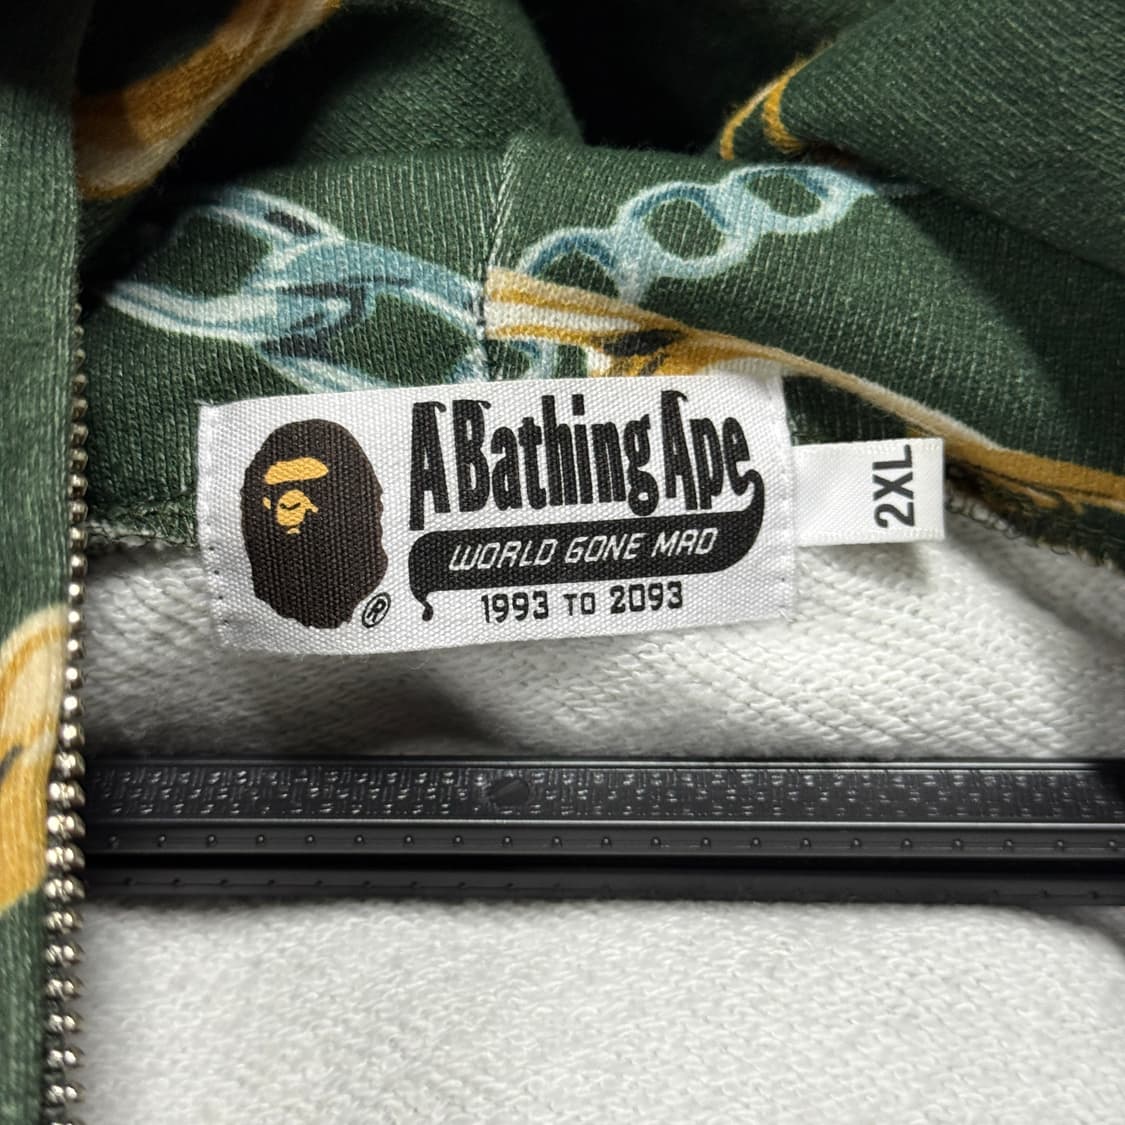 A Bathing Ape
WORLD GONE MAD
1993 TO 2093
®
2XL